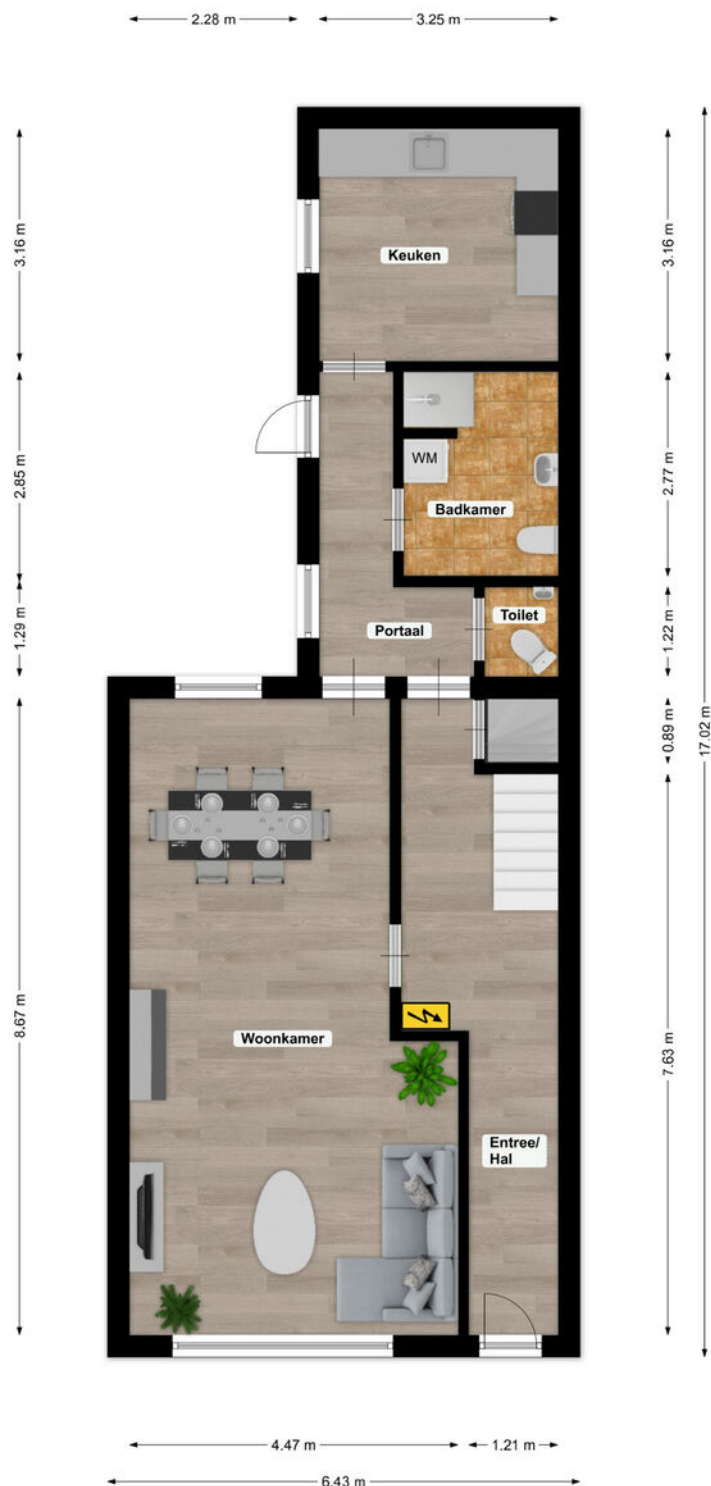 2.28 m
3.25 m
3.16 m
3.16 m
Keuken
2.85 m
2.77 m
WM
Badkamer
1.29 m
1.22 m
Toilet
Portaal
0.89 m
17.02 m
8.67 m
7.63 m
Woonkamer
Entree/
Hal
4.47 m
1.21 m
6.43 m